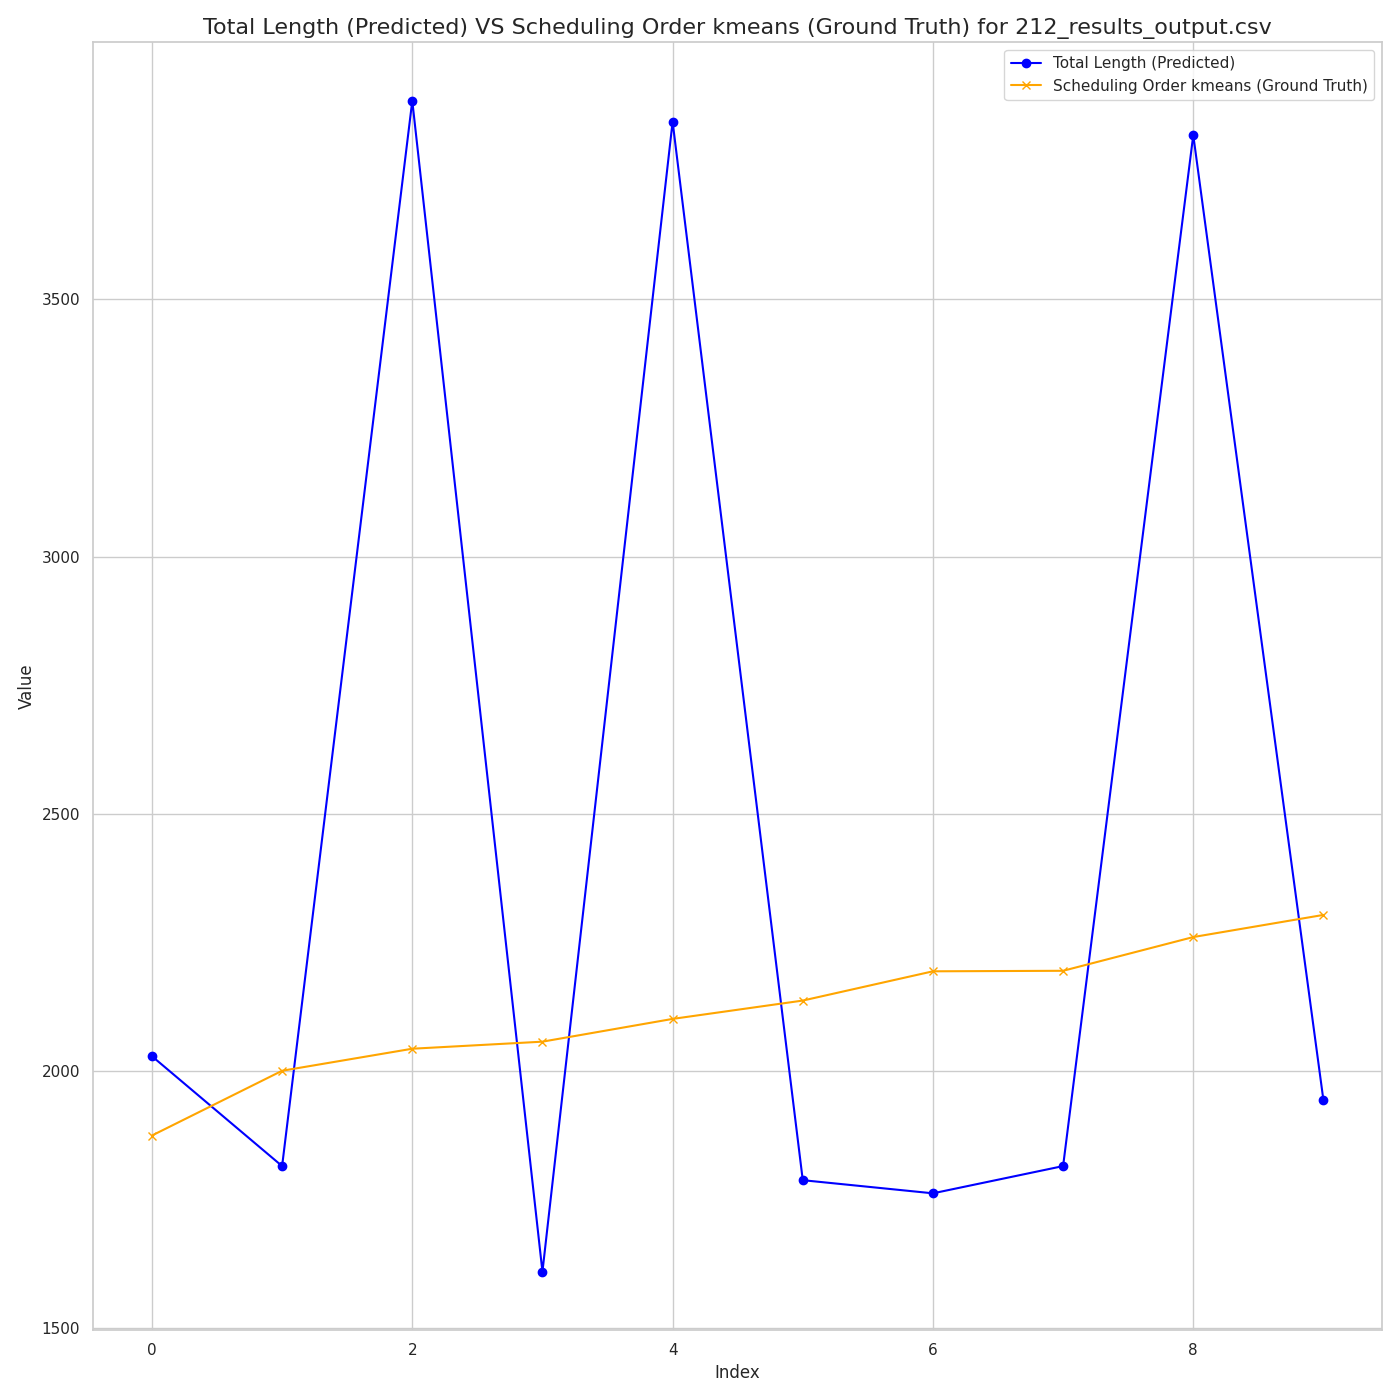 Total Length (Predicted) VS Scheduling Order kmeans (Ground Truth) for 212_results_output.csv
Total Length (Predicted)
Scheduling Order kmeans (Ground Truth)
3500
3000
2500
2000
1500
Value
0 2 4 6 8
Index